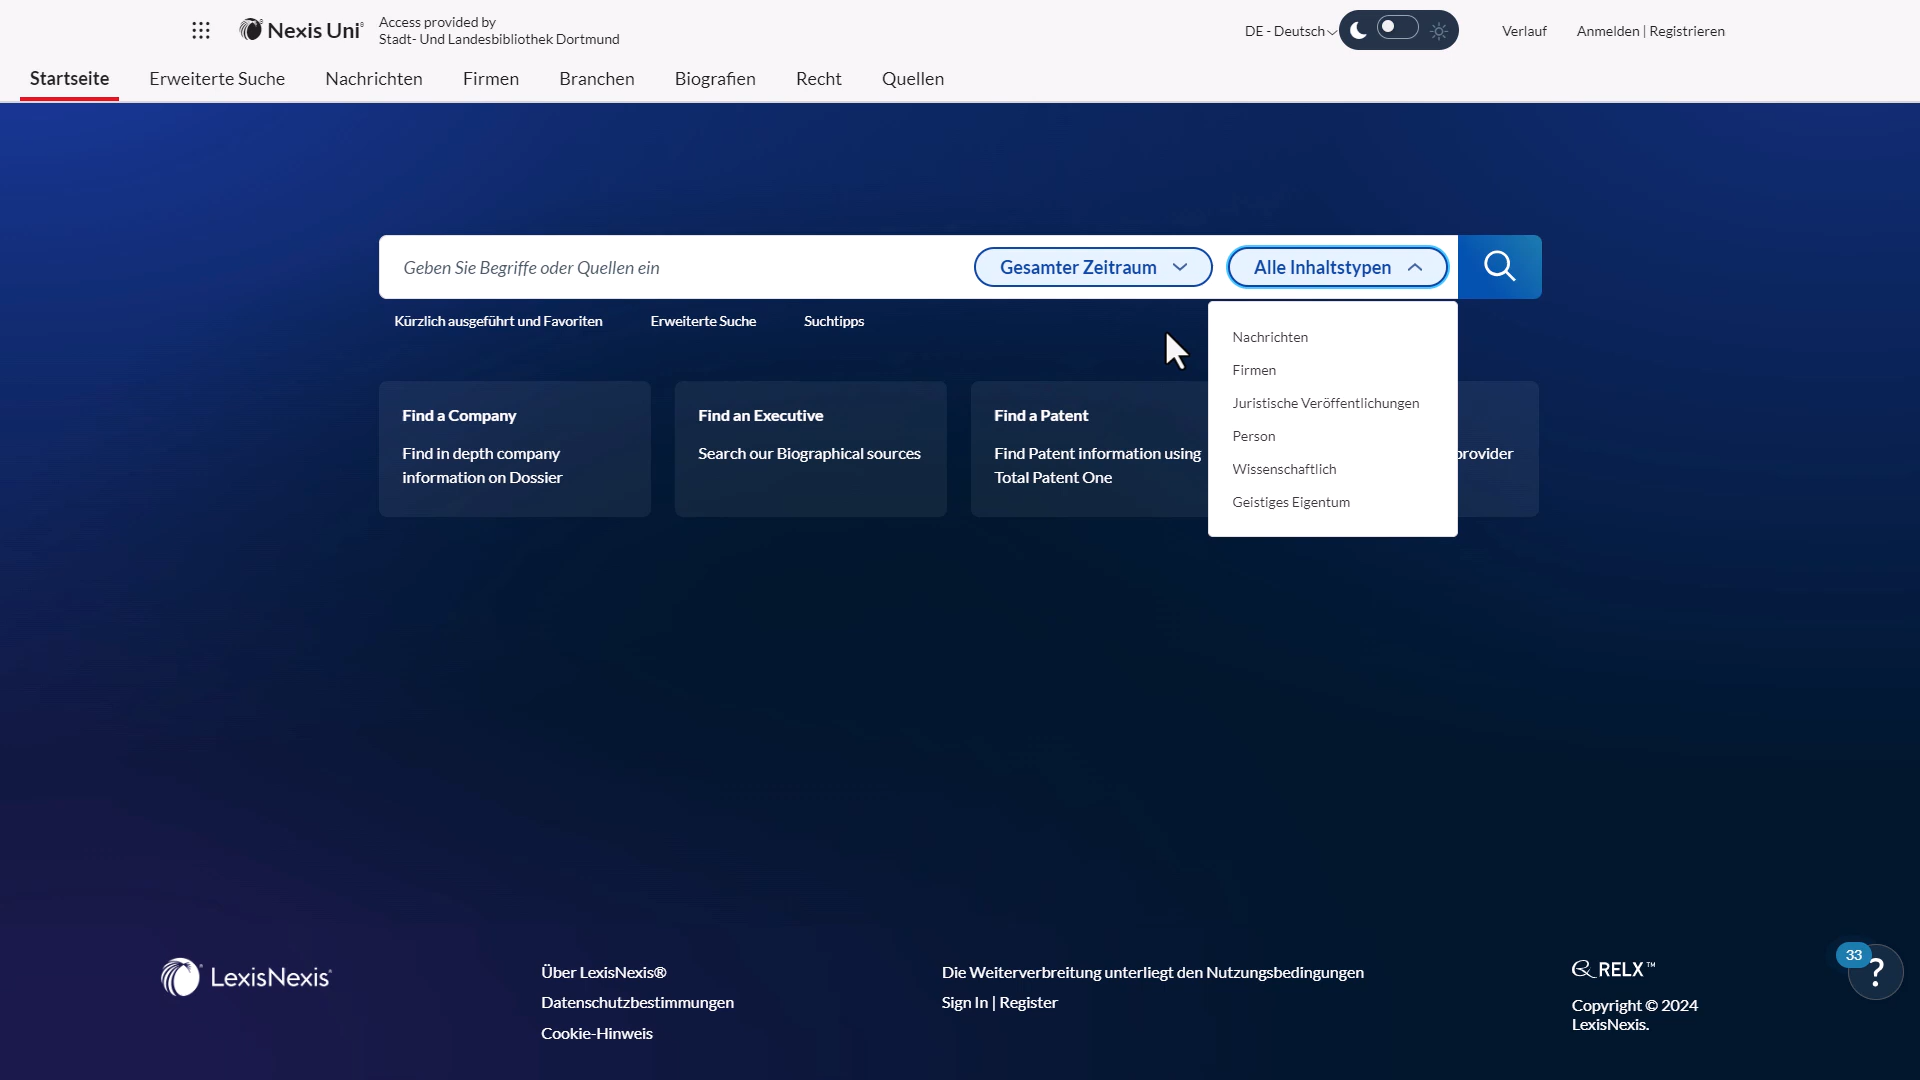 Nexis Uni®
Access provided by
Stadt- Und Landesbibliothek Dortmund
DE - Deutsch
Verlauf
Anmelden | Registrieren
Startseite
Erweiterte Suche
Nachrichten
Firmen
Branchen
Biografien
Recht
Quellen
Geben Sie Begriffe oder Quellen ein
Gesamter Zeitraum
Alle Inhaltstypen
Kürzlich ausgeführt und Favoriten
Erweiterte Suche
Suchtipps
Nachrichten
Firmen
Juristische Veröffentlichungen
Person
Wissenschaftlich
Geistiges Eigentum
Find a Company
Find in depth company
information on Dossier
Find an Executive
Search our Biographical sources
Find a Patent
Find Patent information using
Total Patent One
provider
LexisNexis®
Über LexisNexis®
Datenschutzbestimmungen
Cookie-Hinweis
Die Weiterverbreitung unterliegt den Nutzungsbedingungen
Sign In | Register
RELX™
Copyright © 2024
LexisNexis.
33
?